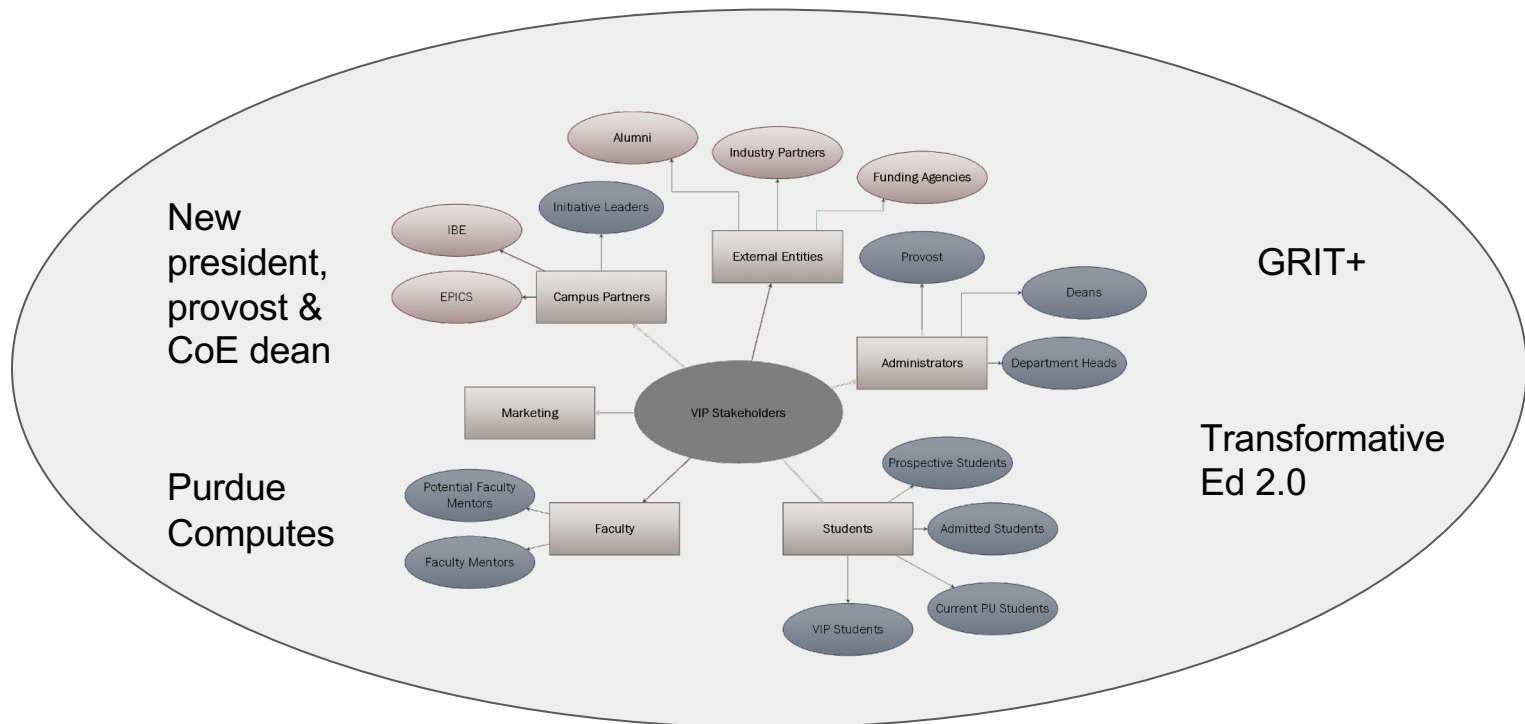 Alumni
Industry Partners
Funding Agencies
New
president,
provost &
CoE dean
Initiative Leaders
IBE
External Entities
Provost
GRIT+
EPICS
Campus Partners
Deans
Administrators
Department Heads
Marketing
VIP Stakeholders
Transformative
Ed 2.0
Purdue
Computes
Potential Faculty
Mentors
Faculty
Faculty Mentors
Prospective Students
Students
Admitted Students
Current PU Students
VIP Students